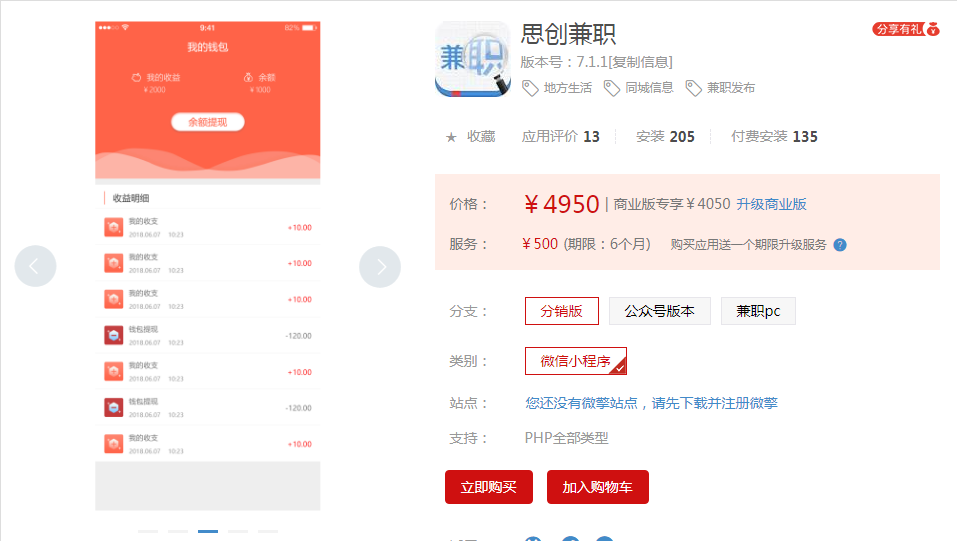 9:41
82%
我的钱包
我的收益
¥2000
余额
¥1000
余额提现
收益明细
我的收支
2018.06.07 10:23
+10.00
我的收支
2018.06.07 10:23
+10.00
我的收支
2018.06.07 10:23
+10.00
钱包提现
2018.06.07 10:23
-120.00
我的收支
2018.06.07 10:23
+10.00
钱包提现
2018.06.07 10:23
-120.00
我的收支
2018.06.07 10:23
+10.00
兼职
思创兼职
分享有礼
版本号：7.1.1[复制信息]
地方生活 同城信息 兼职发布
★ 收藏 应用评价 13 安装 205 付费安装 135
价格： ¥4950 | 商业版专享¥4050 升级商业版
服务： ¥500 (期限：6个月) 购买应用送一个期限升级服务 ?
分支： 分销版 公众号版本 兼职pc
类别： 微信小程序
站点： 您还没有微擎站点，请先下载并注册微擎
支持： PHP全部类型
立即购买 加入购物车